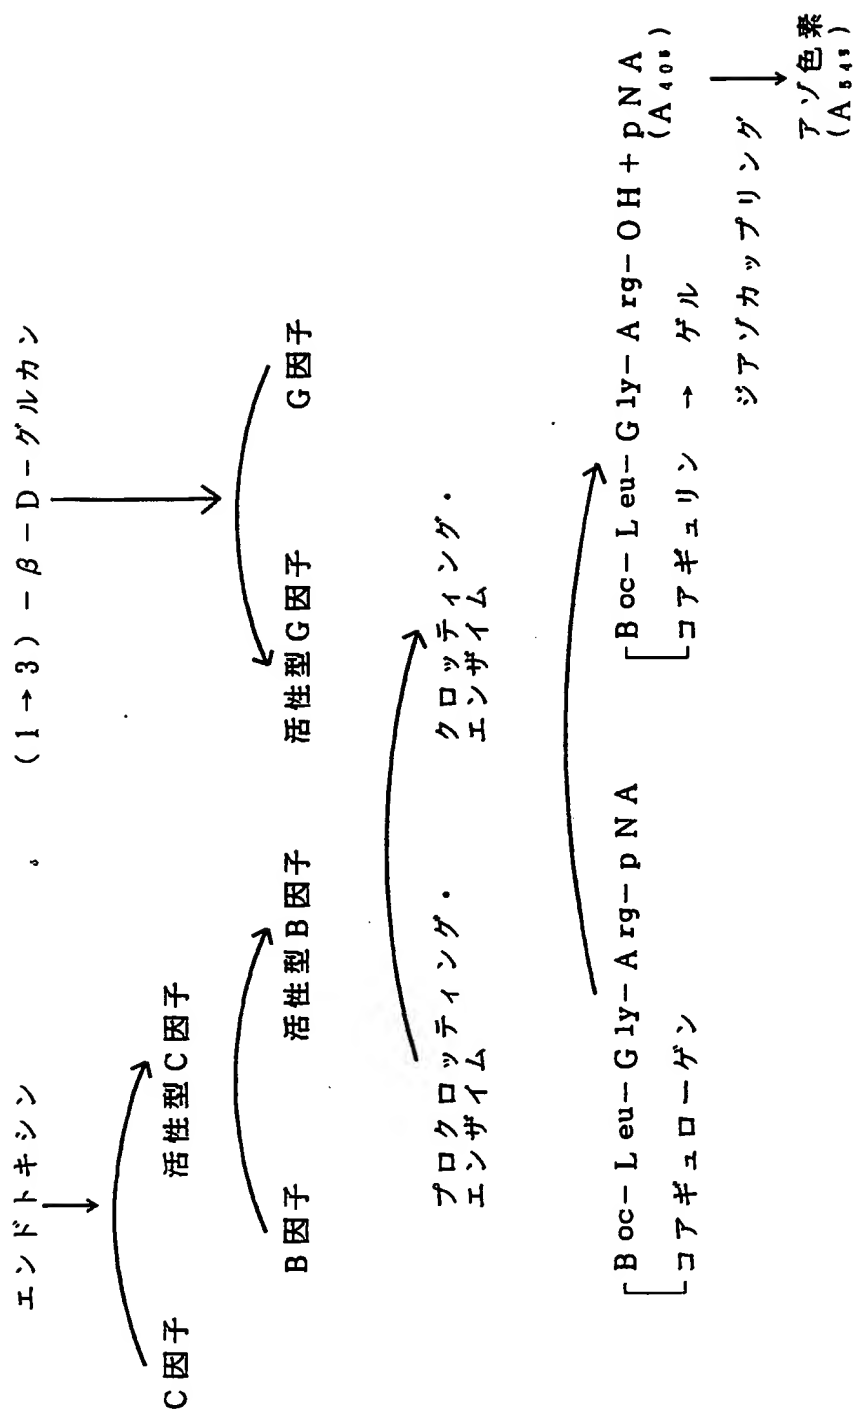 エンドトキシン
(1→3)-β-D-グルカン
C因子
活性型C因子
B因子
活性型B因子
活性型G因子
G因子
プロクロッティング・
エンザイム
クロッティング・
エンザイム
Boc-Leu-Gly-Arg-pNA
コアギュローゲン
Boc-Leu-Gly-Arg-OH+pNA
(A405)
コアギュリン → ゲル
ジアゾカップリング
アゾ色素
(A545)